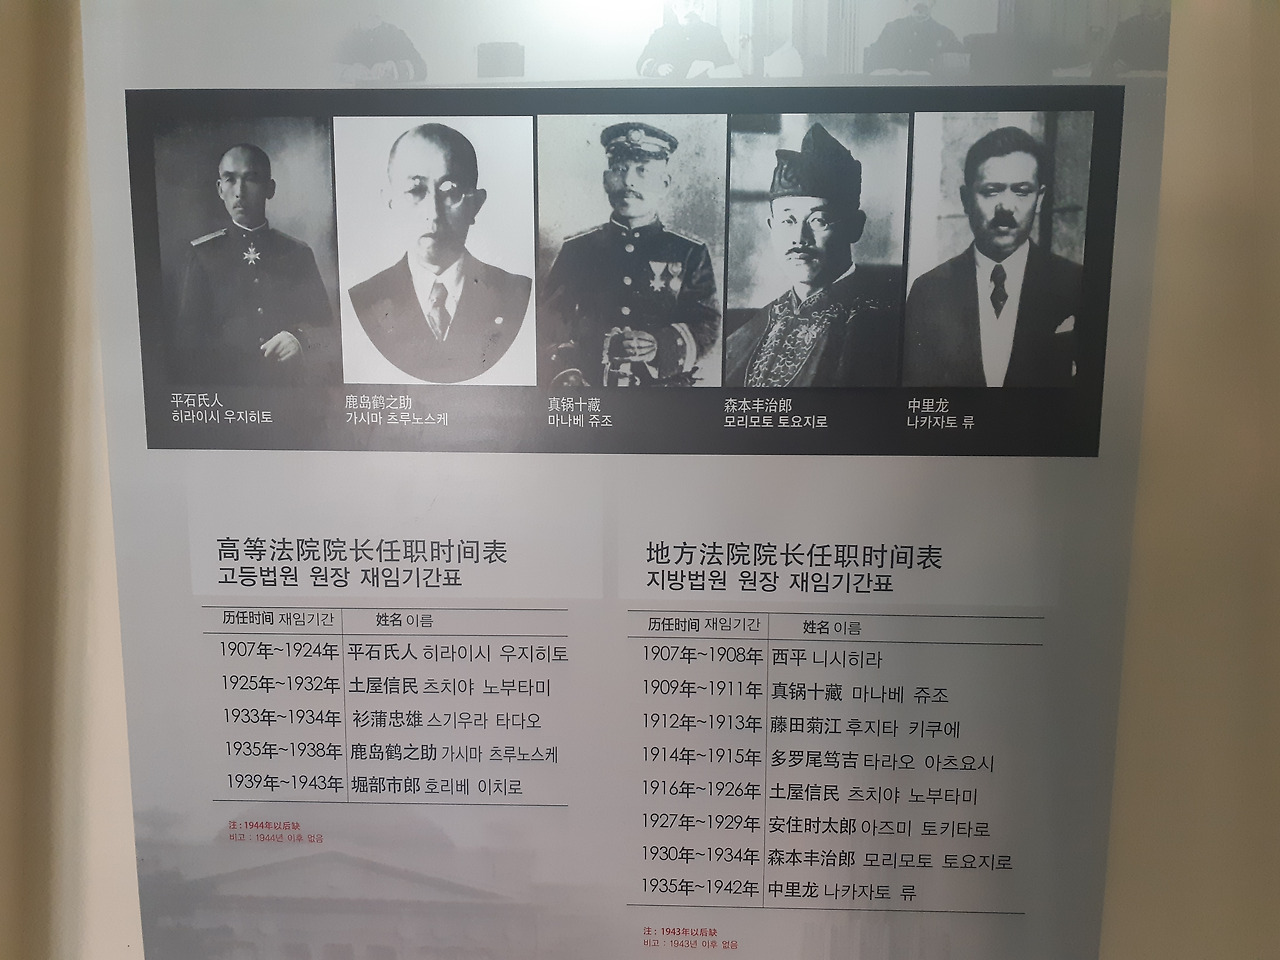 平石氏人
히라이시 우지히토
鹿岛鹤之助
가시마 츠루노스케
真锅十藏
마나베 쥬조
森本丰治郎
모리모토 토요지로
中里龙
나카자토 류
高等法院院长任职时间表
고등법원 원장 재임기간표
历任时间 재임기간 姓名 이름
1907年~1924年 平石氏人 히라이시 우지히토
1925年~1932年 土屋信民 츠치야 노부타미
1933年~1934年 衫蒲忠雄 스기우라 타다오
1935年~1938年 鹿岛鹤之助 가시마 츠루노스케
1939年~1943年 堀部市郎 호리베 이치로
注 : 1944年以后缺
비고 : 1944년 이후 없음
地方法院院长任职时间表
지방법원 원장 재임기간표
历任时间 재임기간 姓名 이름
1907年~1908年 西平 니시히라
1909年~1911年 真锅十藏 마나베 쥬조
1912年~1913年 藤田菊江 후지타 키쿠에
1914年~1915年 多罗尾笃吉 타라오 아츠요시
1916年~1926年 土屋信民 츠치야 노부타미
1927年~1929年 安住时太郎 아즈미 토키타로
1930年~1934年 森本丰治郎 모리모토 토요지로
1935年~1942年 中里龙 나카자토 류
注 : 1943年以后缺
비고 : 1943년 이후 없음